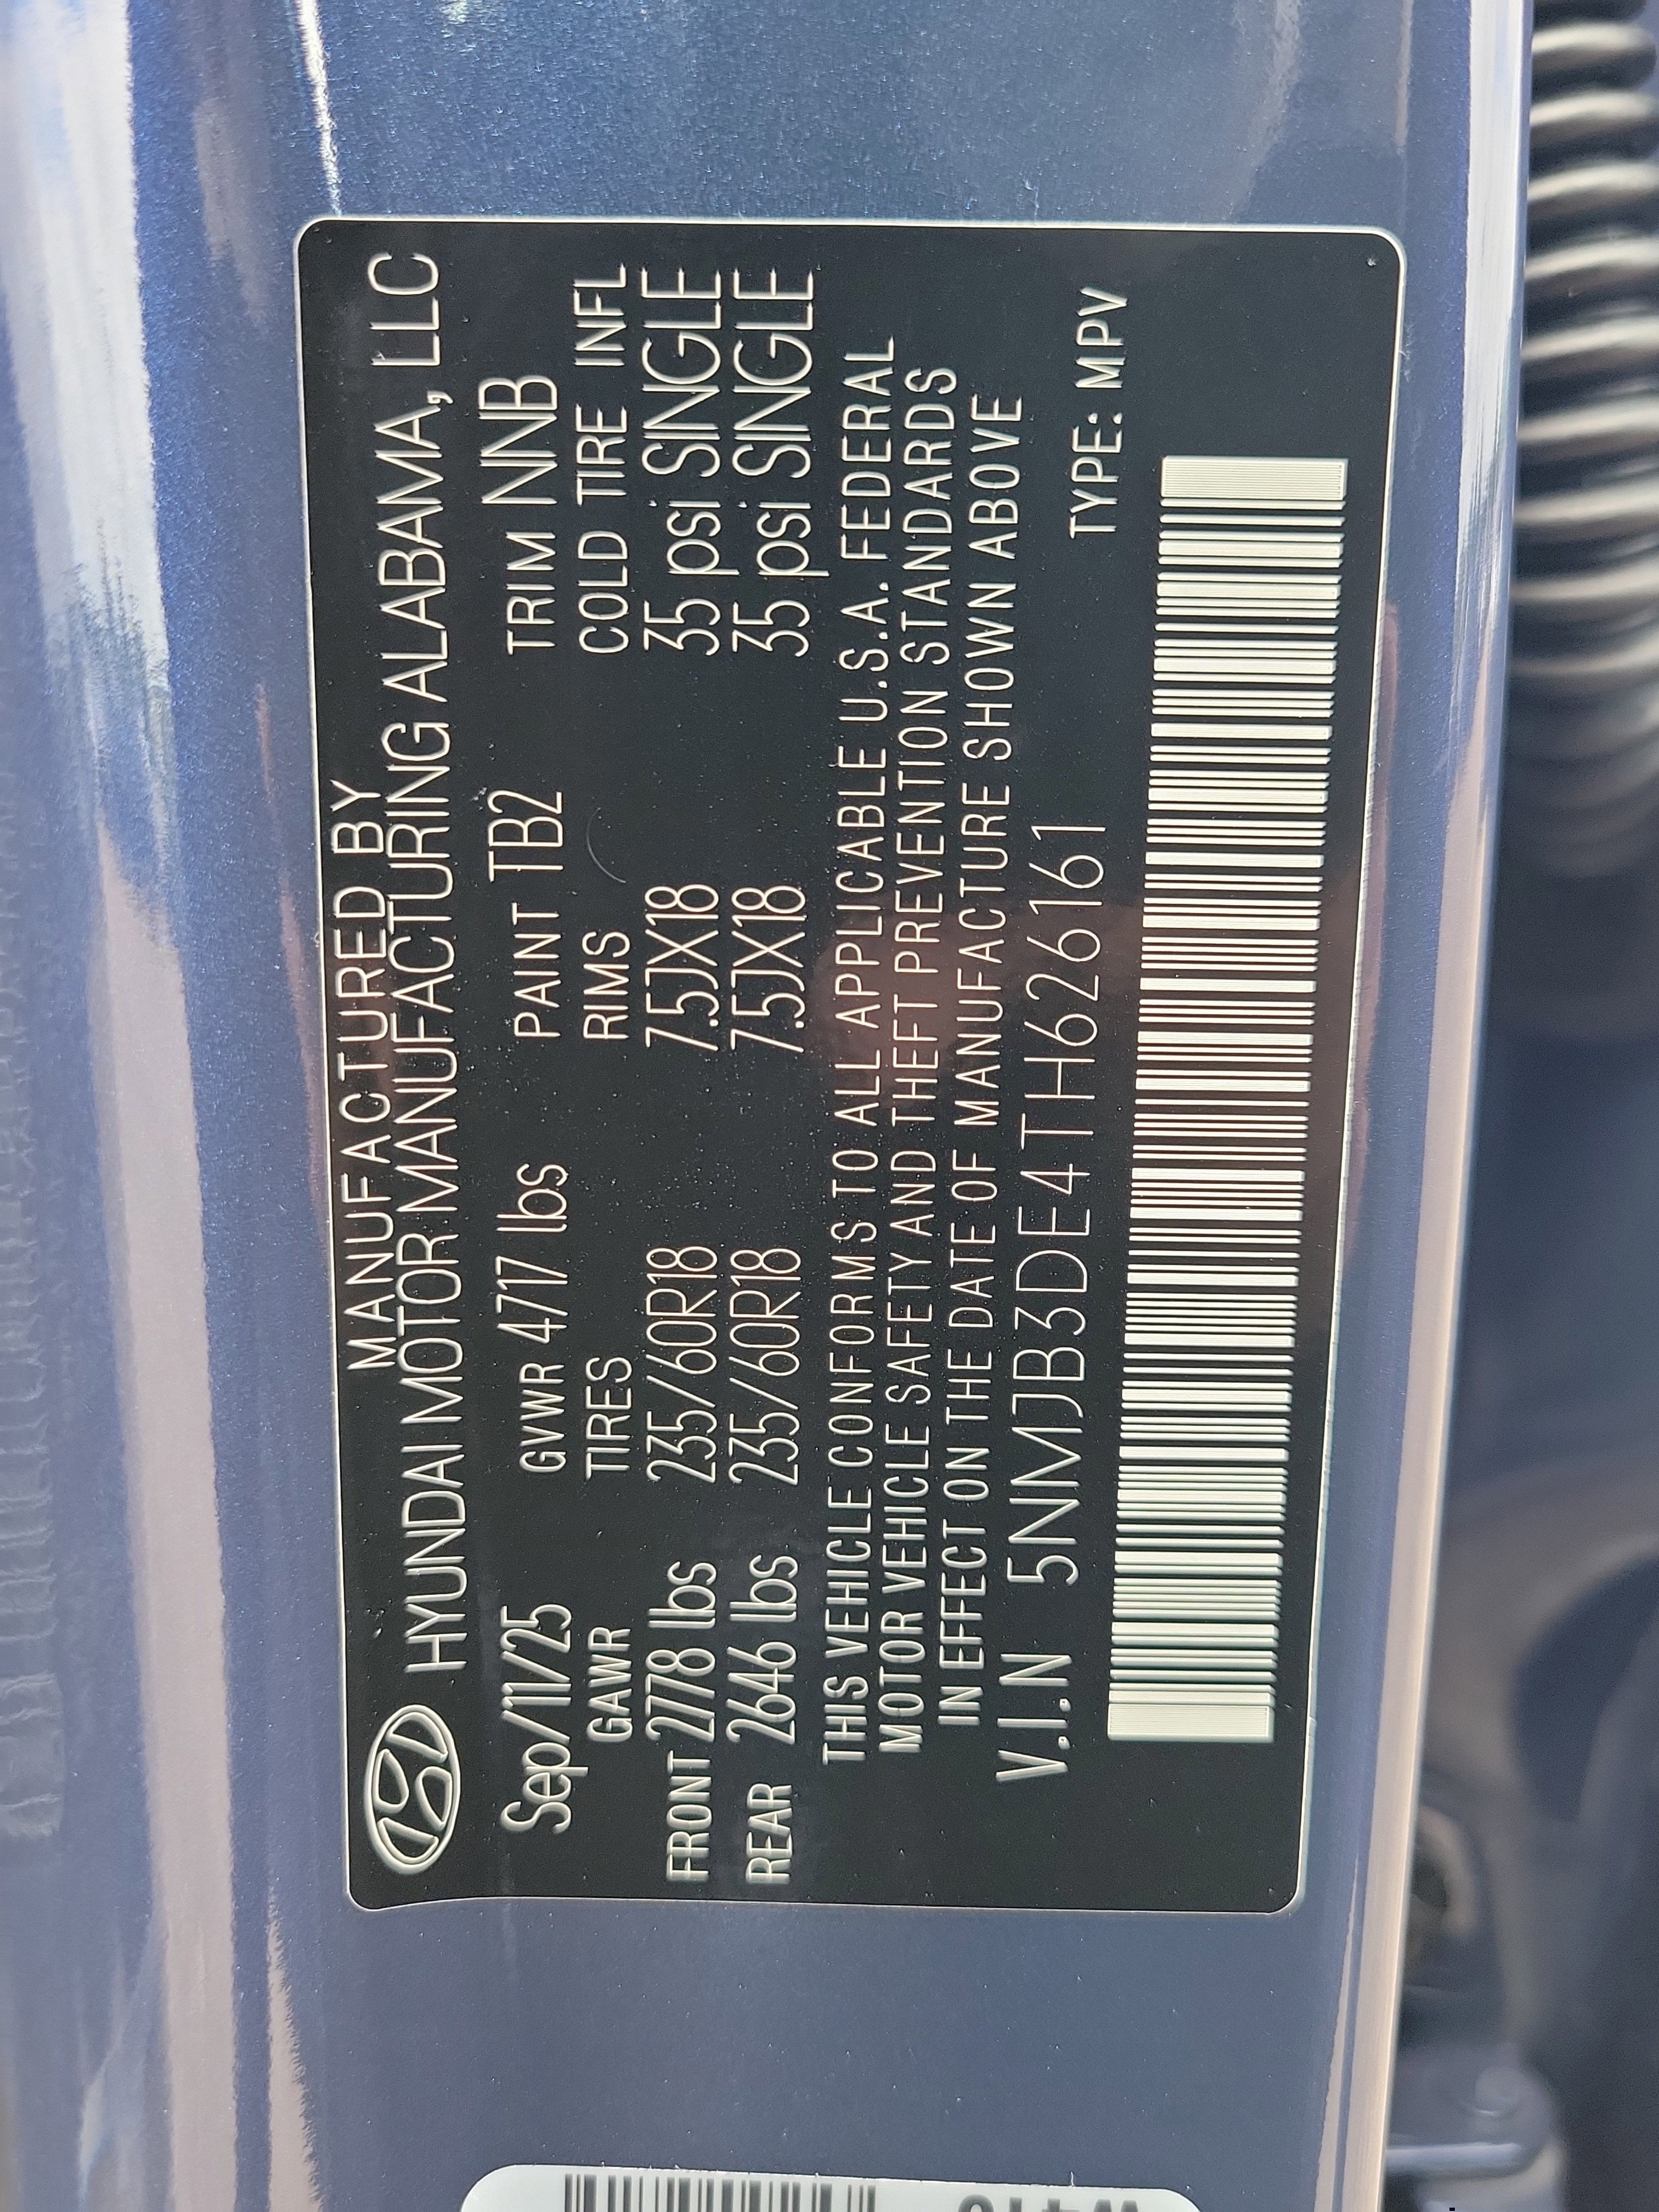 MANUFACTURED BY
HYUNDAI MOTOR MANUFACTURING ALABAMA, LLC
Sep/11/25 GVWR 4717 lbs PAINT TB2 TRIM NNB
GAWR TIRES RIMS COLD TIRE INFL
FRONT 2778 lbs 235/60R18 7.5JX18 35 psi SINGLE
REAR 2646 lbs 235/60R18 7.5JX18 35 psi SINGLE
THIS VEHICLE CONFORMS TO ALL APPLICABLE U.S.A. FEDERAL
MOTOR VEHICLE SAFETY AND THEFT PREVENTION STANDARDS
IN EFFECT ON THE DATE OF MANUFACTURE SHOWN ABOVE
V.I.N 5NMJB3DE4TH626161 TYPE: MPV